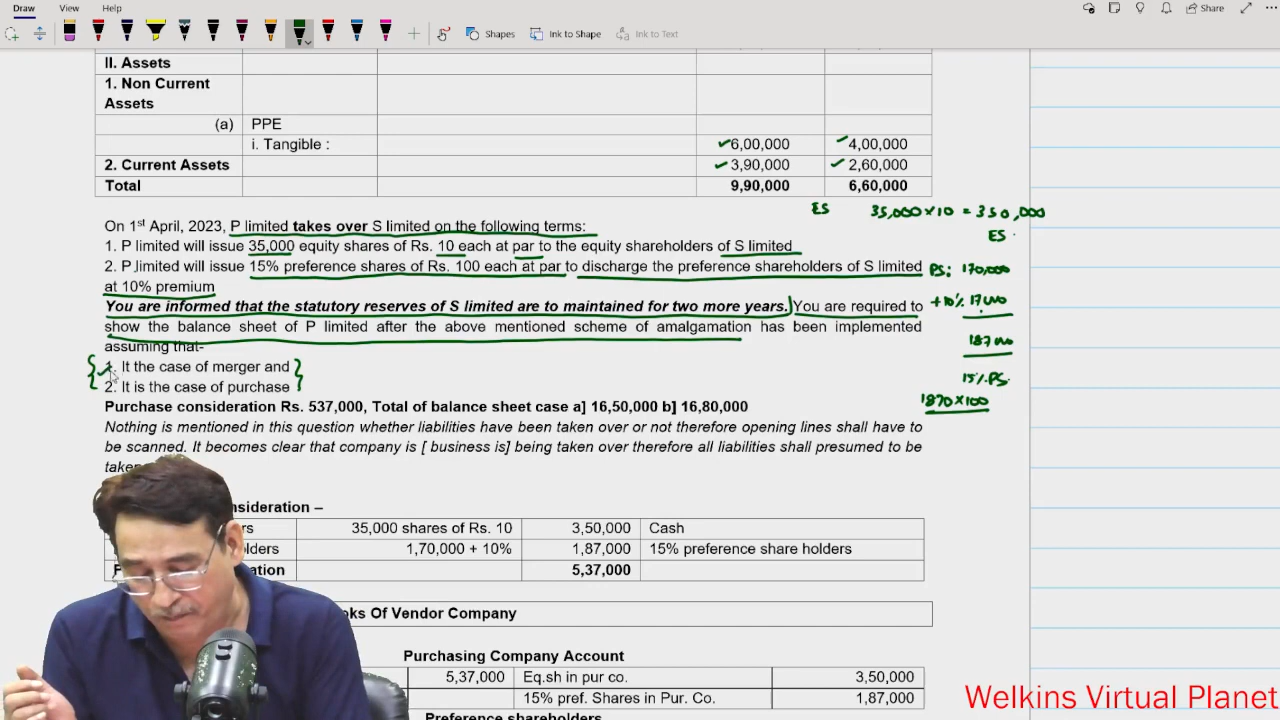 Draw View Help Share
Shapes Ink to Shape Ink to Text
II. Assets
1. Non Current
Assets
(a) PPE
i. Tangible : 6,00,000 4,00,000
2. Current Assets 3,90,000 2,60,000
Total 9,90,000 6,60,000
ES 35,000 × 10 = 350,000
ES
On 1st April, 2023, P limited takes over S limited on the following terms:
1. P limited will issue 35,000 equity shares of Rs. 10 each at par to the equity shareholders of S limited
2. P limited will issue 15% preference shares of Rs. 100 each at par to discharge the preference shareholders of S limited
at 10% premium
PS: 170,000
+10% 17000
187000
15% PS.
1870 × 100
You are informed that the statutory reserves of S limited are to maintained for two more years. You are required to
show the balance sheet of P limited after the above mentioned scheme of amalgamation has been implemented
assuming that-
1. It the case of merger and
2. It is the case of purchase
Purchase consideration Rs. 537,000, Total of balance sheet case a] 16,50,000 b] 16,80,000
Nothing is mentioned in this question whether liabilities have been taken over or not therefore opening lines shall have to
be scanned. It becomes clear that company is [ business is] being taken over therefore all liabilities shall presumed to be
taken
35,000 shares of Rs. 10 3,50,000 Cash
1,70,000 + 10% 1,87,000 15% preference share holders
5,37,000
Of Vendor Company
Purchasing Company Account
5,37,000 Eq.sh in pur co. 3,50,000
15% pref. Shares in Pur. Co. 1,87,000
Preference shareholders
Welkins Virtual Planet